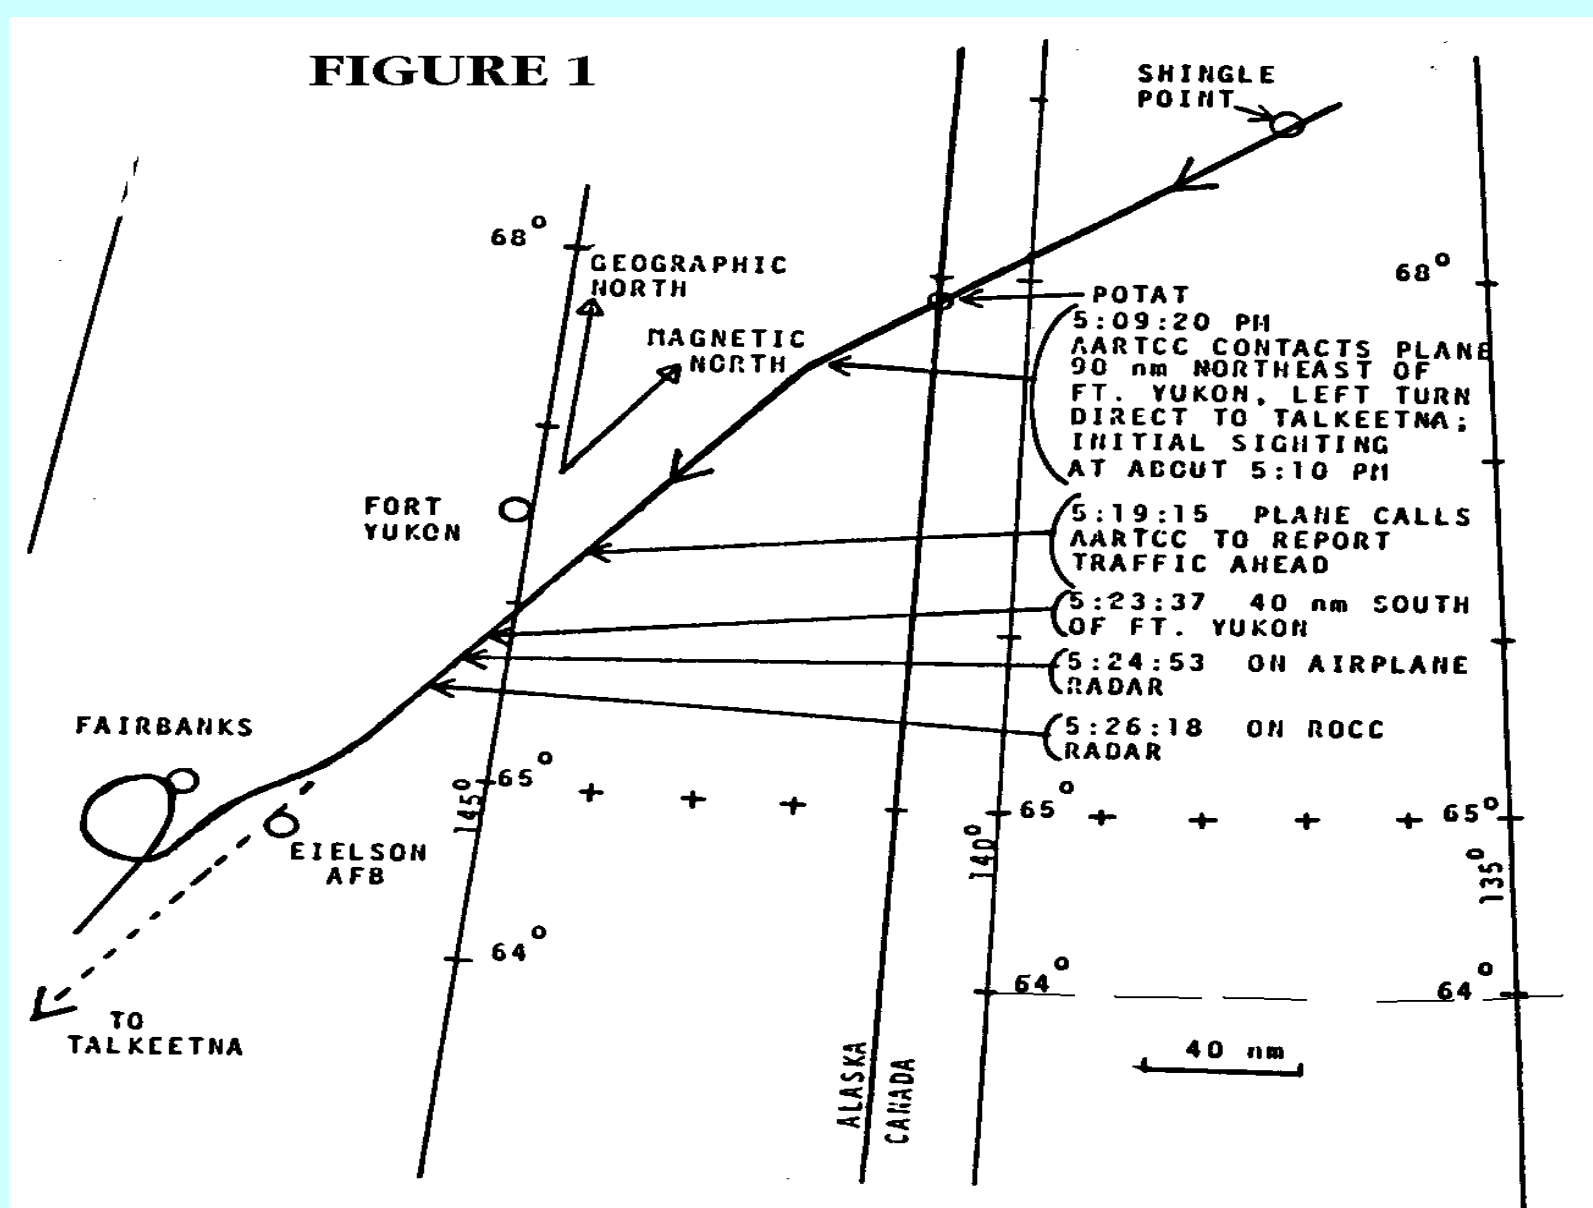 FIGURE 1
SHINGLE
POINT
68°
GEOGRAPHIC
NORTH
MAGNETIC
NORTH
68°
POTAT
5:09:20 PM
AARTCC CONTACTS PLANE
90 nm NORTHEAST OF
FT. YUKON, LEFT TURN
DIRECT TO TALKEETNA;
INITIAL SIGHTING
AT ABOUT 5:10 PM
FORT
YUKON
5:19:15 PLANE CALLS
AARTCC TO REPORT
TRAFFIC AHEAD
5:23:37 40 nm SOUTH
OF FT. YUKON
5:24:53 ON AIRPLANE
RADAR
5:26:18 ON ROCC
RADAR
FAIRBANKS
65°
145°
65°
140°
65°
135°
EIELSON
AFB
64°
64°
64°
TO
TALKEETNA
40 nm
ALASKA
CANADA